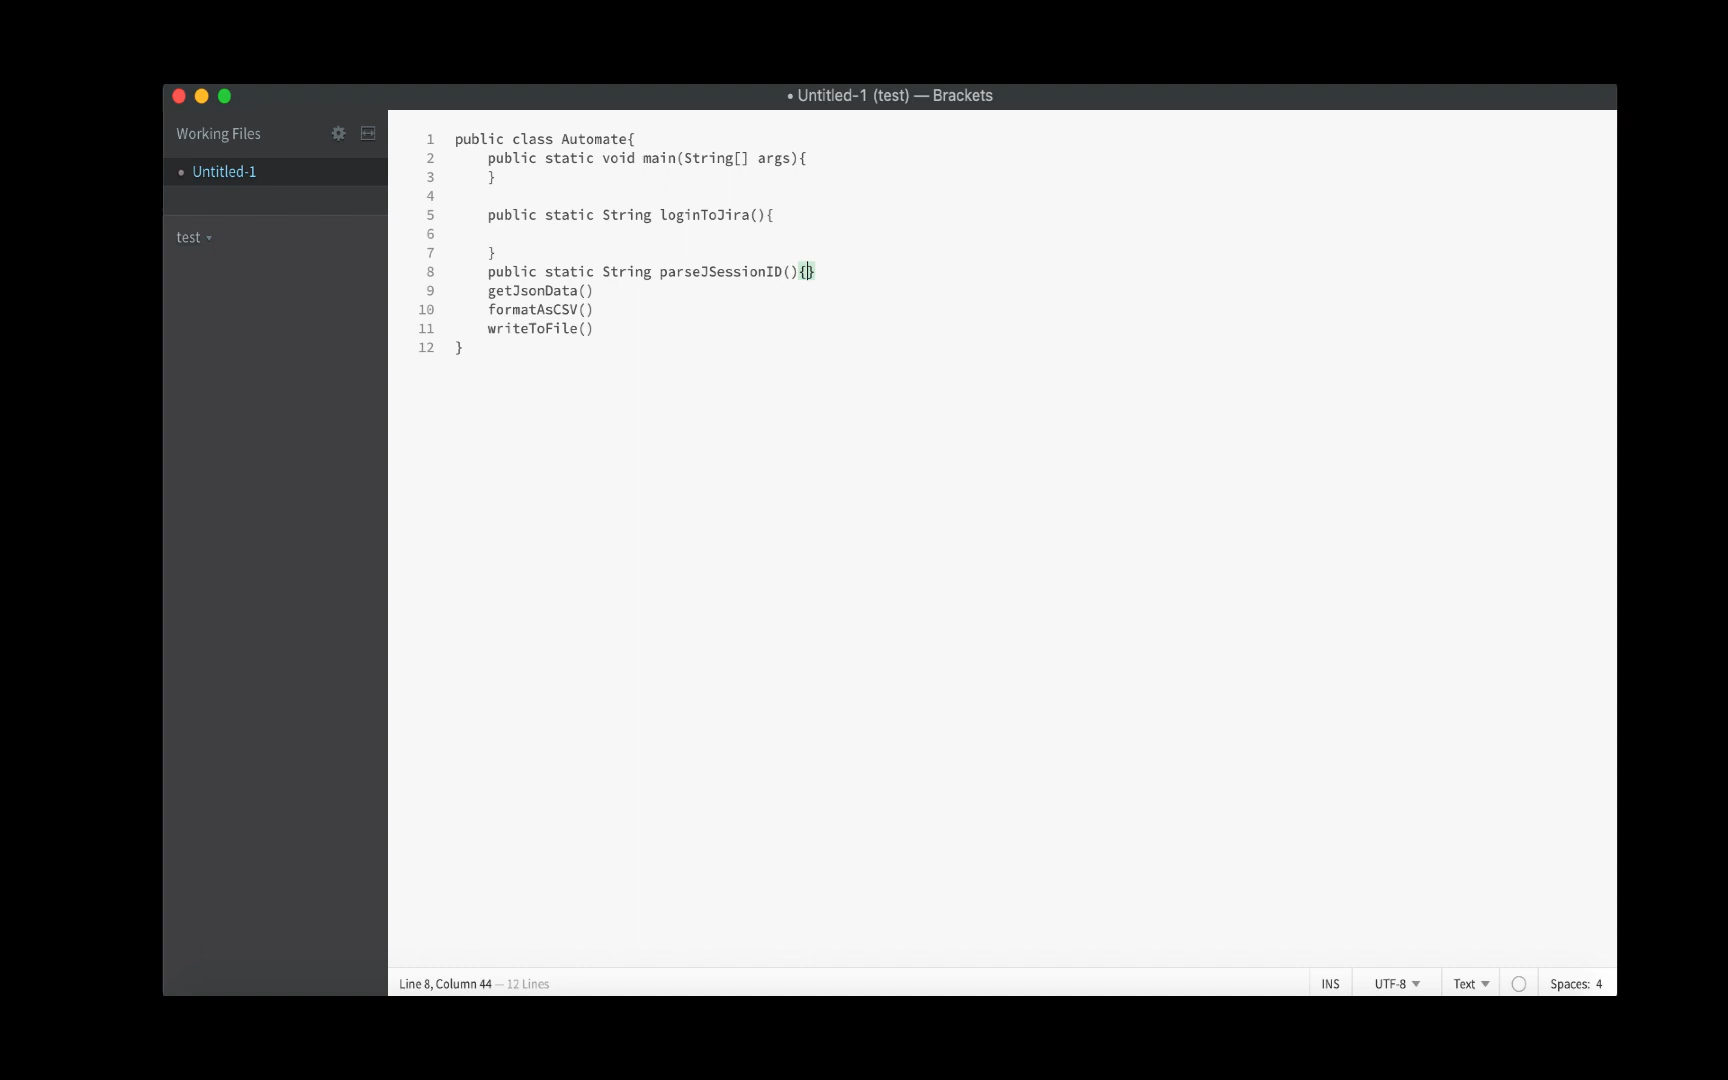 • Untitled-1 (test) — Brackets
Working Files
• Untitled-1
test
1 public class Automate{
2     public static void main(String[] args){
3     }
4
5     public static String loginToJira(){
6
7     }
8     public static String parseJSessionID(){}
9     getJsonData()
10     formatAsCSV()
11     writeToFile()
12 }
Line 8, Column 44 — 12 Lines
INS
UTF-8
Text
Spaces: 4